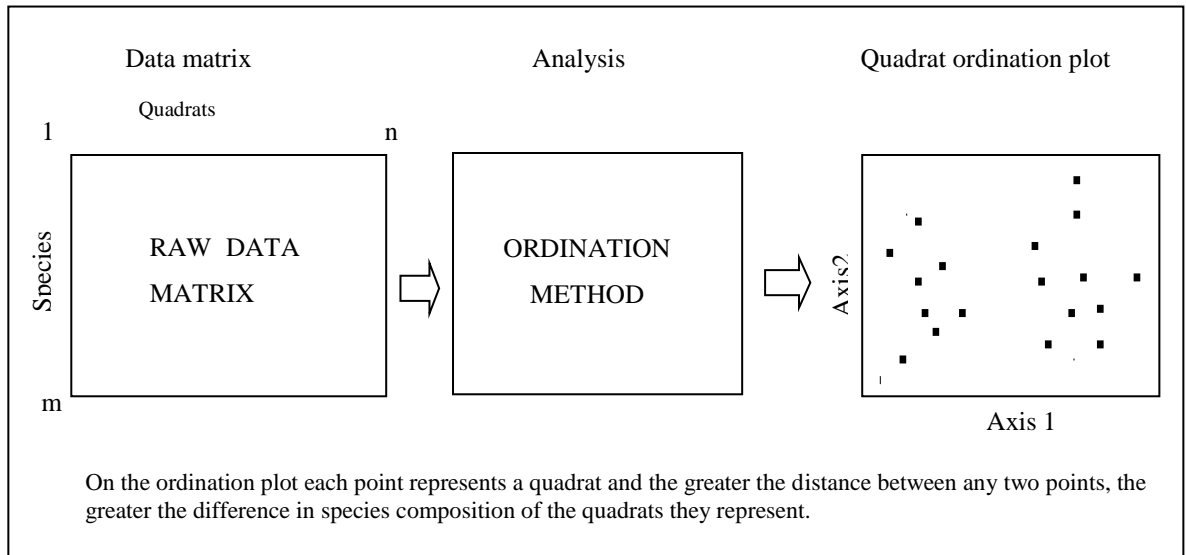 Data matrix
Analysis
Quadrat ordination plot
Quadrats
1
n
Species
m
RAW DATA
MATRIX
ORDINATION
METHOD
Axis2
Axis 1
On the ordination plot each point represents a quadrat and the greater the distance between any two points, the
greater the difference in species composition of the quadrats they represent.